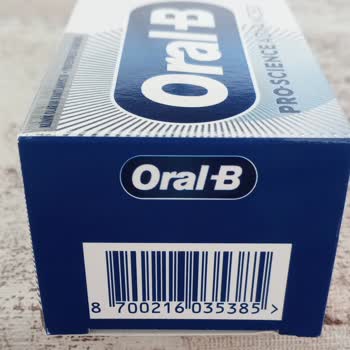 Oral-B
PRO-SCIENCE
Oral-B
8 700216 035385 >